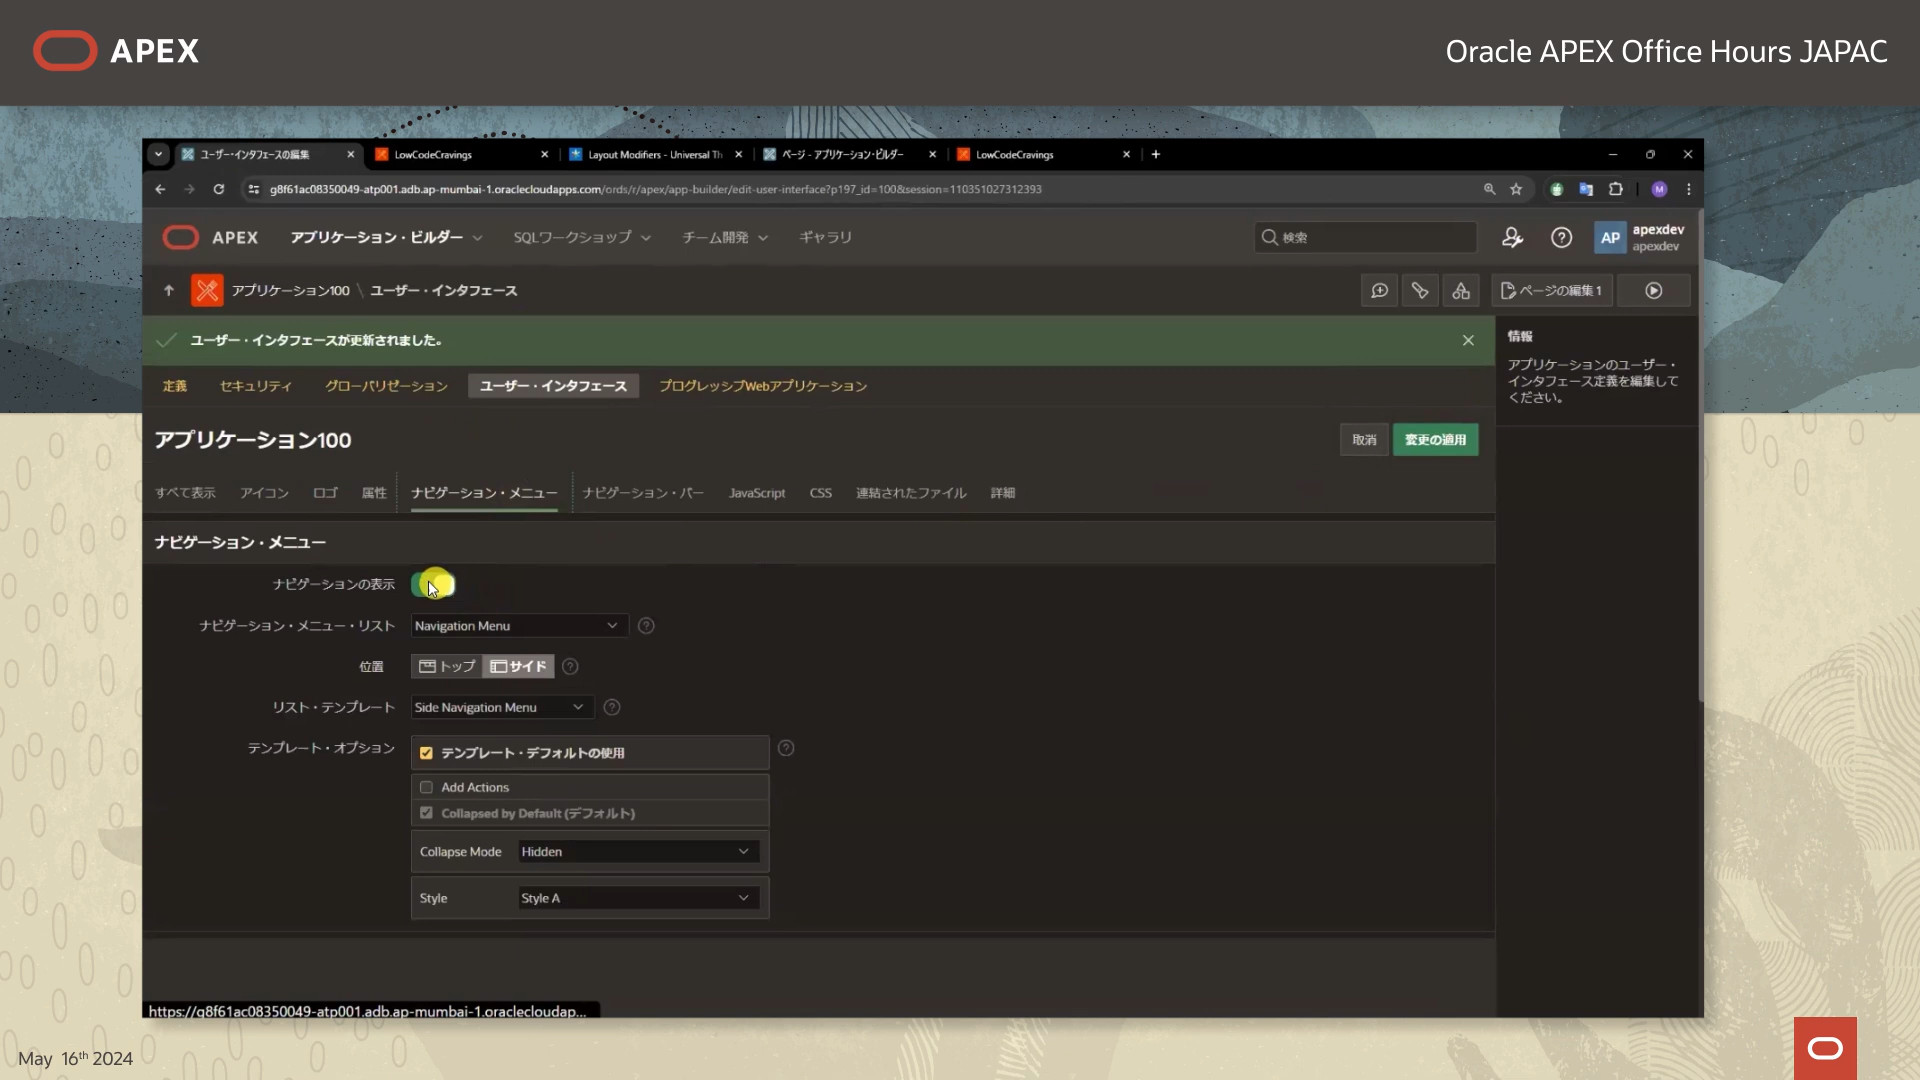 APEX
Oracle APEX Office Hours JAPAC
ユーザー・インタフェースの編集
LowCodeCravings
Layout Modifiers - Universal Th
ページ - アプリケーション・ビルダー
LowCodeCravings
g8f61ac08350049-atp001.adb.ap-mumbai-1.oraclecloudapps.com/ords/r/apex/app-builder/edit-user-interface?p197_id=100&session=110351027312393
M
APEX
アプリケーション・ビルダー
SQLワークショップ
チーム開発
ギャラリ
検索
AP
apexdev
apexdev
アプリケーション100 \ ユーザー・インタフェース
ページの編集 1
ユーザー・インタフェースが更新されました。
情報
アプリケーションのユーザー・
インタフェース定義を編集して
ください。
定義
セキュリティ
グローバリゼーション
ユーザー・インタフェース
プログレッシブWebアプリケーション
アプリケーション100
取消
変更の適用
すべて表示
アイコン
ロゴ
属性
ナビゲーション・メニュー
ナビゲーション・バー
JavaScript
CSS
連結されたファイル
詳細
ナビゲーション・メニュー
ナビゲーションの表示
ナビゲーション・メニュー・リスト
Navigation Menu
位置
トップ
サイド
リスト・テンプレート
Side Navigation Menu
テンプレート・オプション
テンプレート・デフォルトの使用
Add Actions
Collapsed by Default (デフォルト)
Collapse Mode
Hidden
Style
Style A
https://g8f61ac08350049-atp001.adb.ap-mumbai-1.oraclecloudap...
May 16th 2024